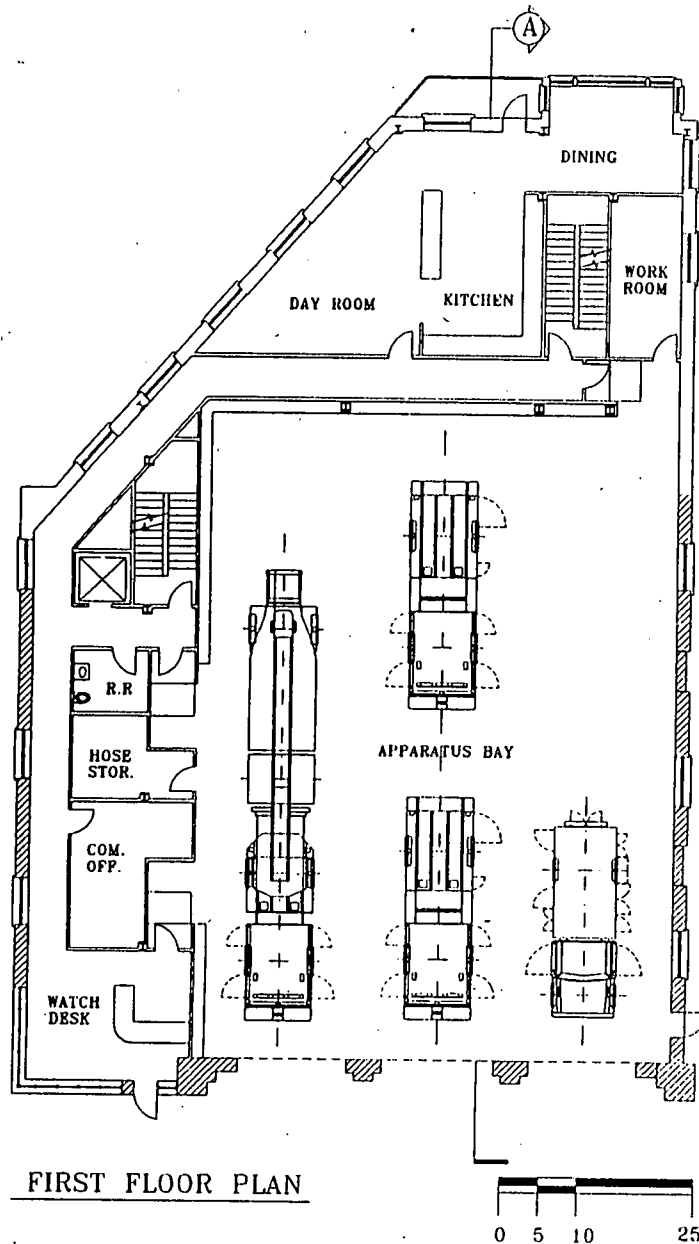 A
DINING
WORK
ROOM
DAY ROOM
KITCHEN
R.R
APPARATUS BAY
HOSE
STOR.
COM.
OFF.
WATCH
DESK
FIRST FLOOR PLAN
0 5 10 25